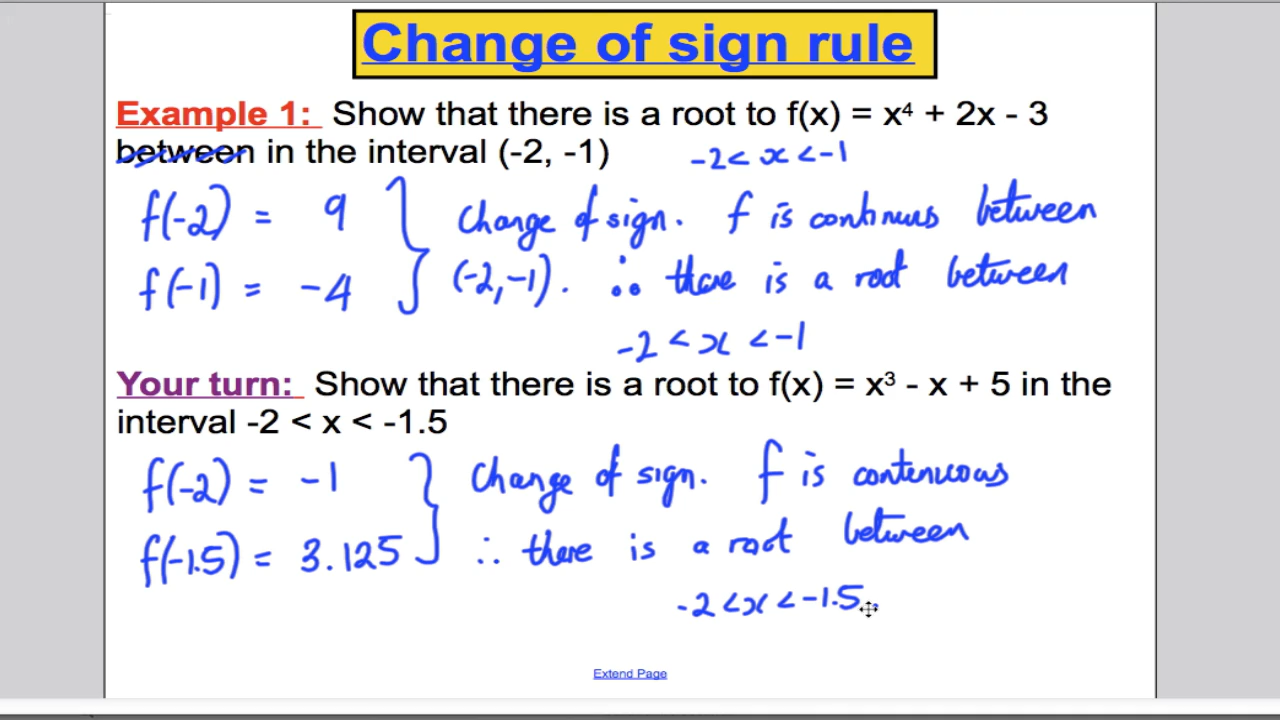 Change of sign rule
Example 1: Show that there is a root to f(x) = x⁴ + 2x - 3
between in the interval (-2, -1) -2 < x < -1
f(-2) = 9 Change of sign. f is continus between
f(-1) = -4 (-2,-1). ∴ there is a root between
-2 < x < -1
Your turn: Show that there is a root to f(x) = x³ - x + 5 in the
interval -2 < x < -1.5
f(-2) = -1 Change of sign. f is contenuous
f(-1.5) = 3.125 ∴ there is a root between
-2 < x < -1.5.
Extend Page